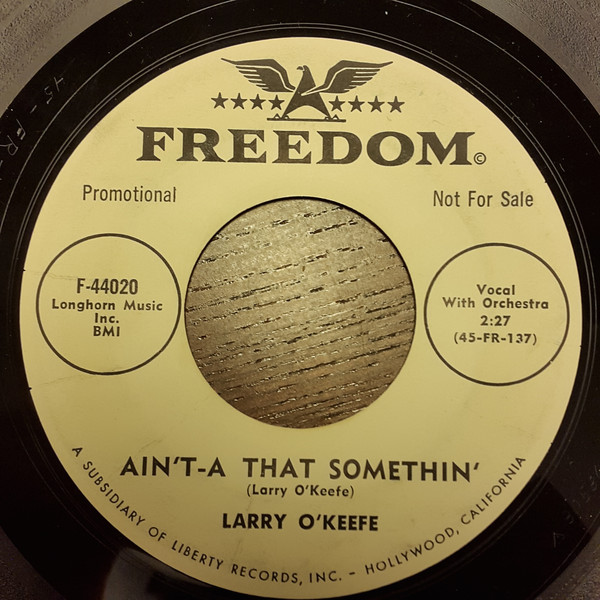 FREEDOM©
Promotional
Not For Sale
F-44020
Longhorn Music
Inc.
BMI
Vocal
With Orchestra
2:27
(45-FR-137)
AIN'T-A THAT SOMETHIN'
(Larry O'Keefe)
LARRY O'KEEFE
A SUBSIDIARY OF LIBERTY RECORDS, INC. – HOLLYWOOD, CALIFORNIA